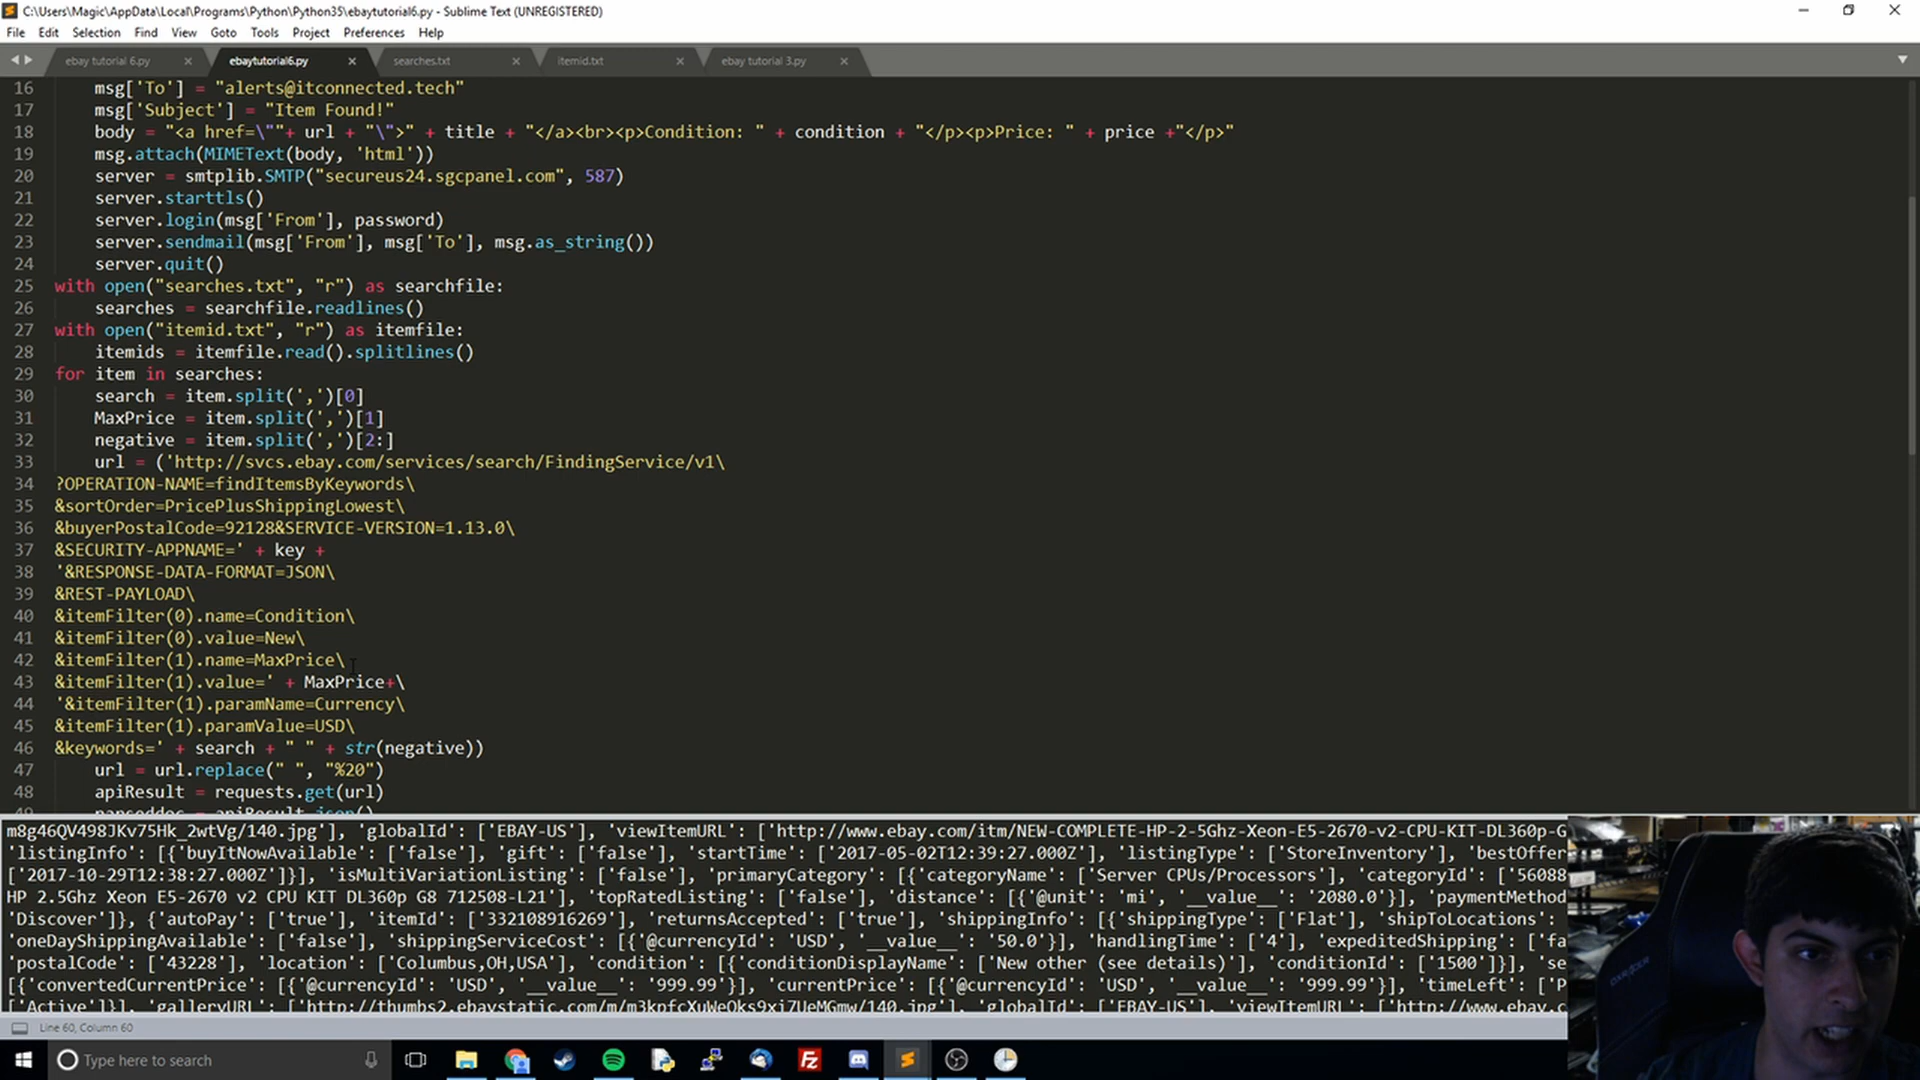 C:\Users\Magic\AppData\Local\Programs\Python\Python35\ebaytutorial6.py - Sublime Text (UNREGISTERED)
File Edit Selection Find View Goto Tools Project Preferences Help
ebay tutorial 6.py ebaytutorial6.py searches.txt itemid.txt ebay tutorial 3.py
16 msg['To'] = "alerts@itconnected.tech"
17 msg['Subject'] = "Item Found!"
18 body = "<a href=\""+ url + "\">" + title + "</a><br><p>Condition: " + condition + "</p><p>Price: " + price +"</p>"
19 msg.attach(MIMEText(body, 'html'))
20 server = smtplib.SMTP("secureus24.sgcpanel.com", 587)
21 server.starttls()
22 server.login(msg['From'], password)
23 server.sendmail(msg['From'], msg['To'], msg.as_string())
24 server.quit()
25 with open("searches.txt", "r") as searchfile:
26 searches = searchfile.readlines()
27 with open("itemid.txt", "r") as itemfile:
28 itemids = itemfile.read().splitlines()
29 for item in searches:
30 search = item.split(',')[0]
31 MaxPrice = item.split(',')[1]
32 negative = item.split(',')[2:]
33 url = ('http://svcs.ebay.com/services/search/FindingService/v1\
34 ?OPERATION-NAME=findItemsByKeywords\
35 &sortOrder=PricePlusShippingLowest\
36 &buyerPostalCode=92128&SERVICE-VERSION=1.13.0\
37 &SECURITY-APPNAME=' + key +
38 '&RESPONSE-DATA-FORMAT=JSON\
39 &REST-PAYLOAD\
40 &itemFilter(0).name=Condition\
41 &itemFilter(0).value=New\
42 &itemFilter(1).name=MaxPrice\
43 &itemFilter(1).value=' + MaxPrice+\
44 '&itemFilter(1).paramName=Currency\
45 &itemFilter(1).paramValue=USD\
46 &keywords=' + search + " " + str(negative))
47 url = url.replace(" ", "%20")
48 apiResult = requests.get(url)
m8g46QV498JKv75Hk_2wtVg/140.jpg'], 'globalId': ['EBAY-US'], 'viewItemURL': ['http://www.ebay.com/itm/NEW-COMPLETE-HP-2-5Ghz-Xeon-E5-2670-v2-CPU-KIT-DL360p-G
'listingInfo': [{'buyItNowAvailable': ['false'], 'gift': ['false'], 'startTime': ['2017-05-02T12:39:27.000Z'], 'listingType': ['StoreInventory'], 'bestOffer
['2017-10-29T12:38:27.000Z']}], 'isMultiVariationListing': ['false'], 'primaryCategory': [{'categoryName': ['Server CPUs/Processors'], 'categoryId': ['56088
HP 2.5Ghz Xeon E5-2670 v2 CPU KIT DL360p G8 712508-L21'], 'topRatedListing': ['false'], 'distance': [{'@unit': 'mi', '__value__': '2080.0'}], 'paymentMethod
'Discover']}, {'autoPay': ['true'], 'itemId': ['332108916269'], 'returnsAccepted': ['true'], 'shippingInfo': [{'shippingType': ['Flat'], 'shipToLocations':
'oneDayShippingAvailable': ['false'], 'shippingServiceCost': [{'@currencyId': 'USD', '__value__': '50.0'}], 'handlingTime': ['4'], 'expeditedShipping': ['fa
'postalCode': ['43228'], 'location': ['Columbus,OH,USA'], 'condition': [{'conditionDisplayName': ['New other (see details)'], 'conditionId': ['1500']}], 'se
[{'convertedCurrentPrice': [{'@currencyId': 'USD', '__value__': '999.99'}], 'currentPrice': [{'@currencyId': 'USD', '__value__': '999.99'}], 'timeLeft': ['P
['Active']}], 'galleryURL': ['http://thumbs2.ebaystatic.com/m/m3kpfcXuWeOks9xi7UeMGmw/140.jpg'], 'globalId': ['EBAY-US'], 'viewItemURL': ['http://www.ebay.c
Line 60, Column 60
Type here to search